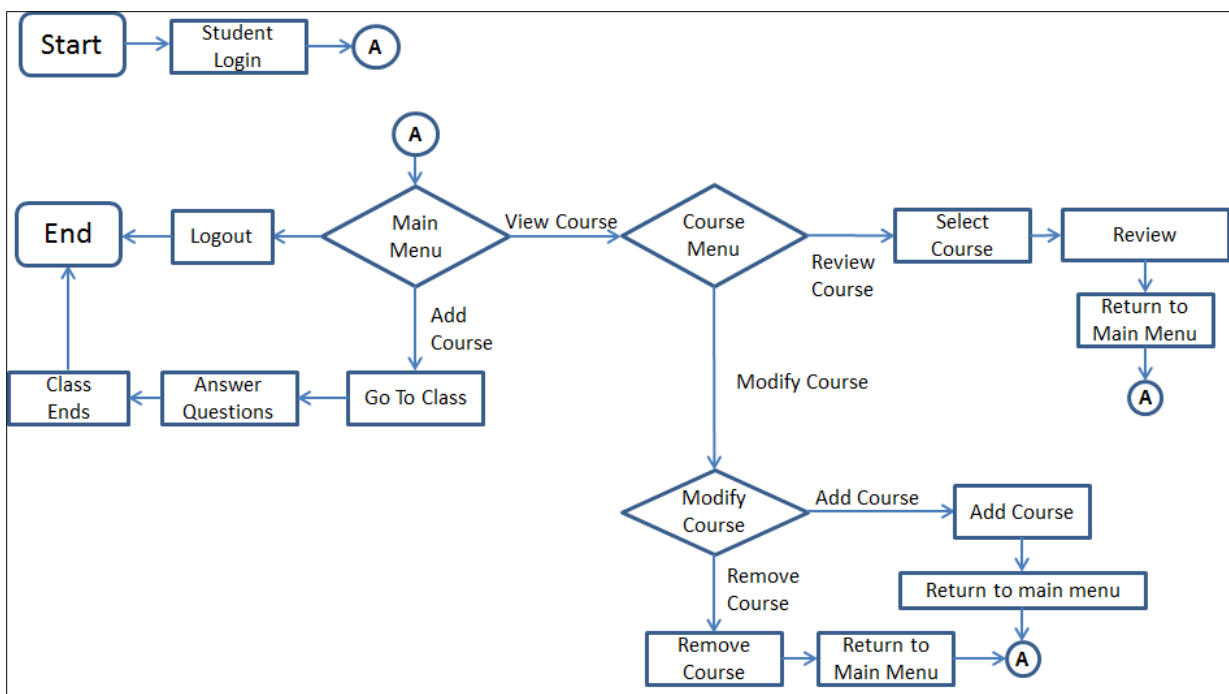 Start
Student
Login
A
A
Main
Menu
View Course
Course
Menu
Review
Course
Select
Course
Review
Return to
Main Menu
A
End
Logout
Add
Course
Go To Class
Answer
Questions
Class
Ends
Modify Course
Modify
Course
Add Course
Add Course
Return to main menu
A
Remove
Course
Remove
Course
Return to
Main Menu